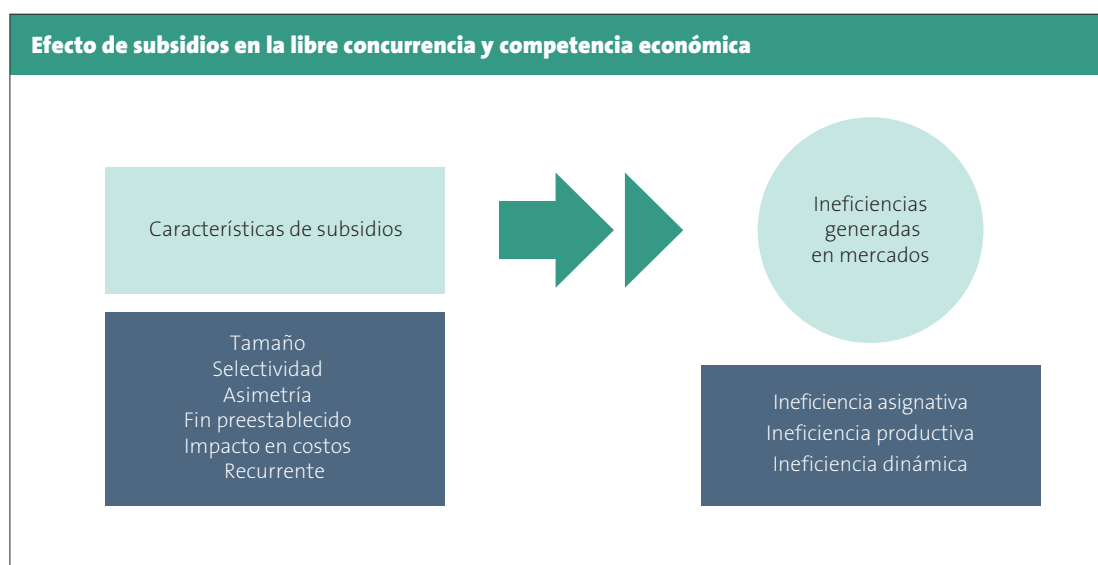 Efecto de subsidios en la libre concurrencia y competencia económica
Características de subsidios
Tamaño
Selectividad
Asimetría
Fin preestablecido
Impacto en costos
Recurrente
Ineficiencias
generadas
en mercados
Ineficiencia asignativa
Ineficiencia productiva
Ineficiencia dinámica